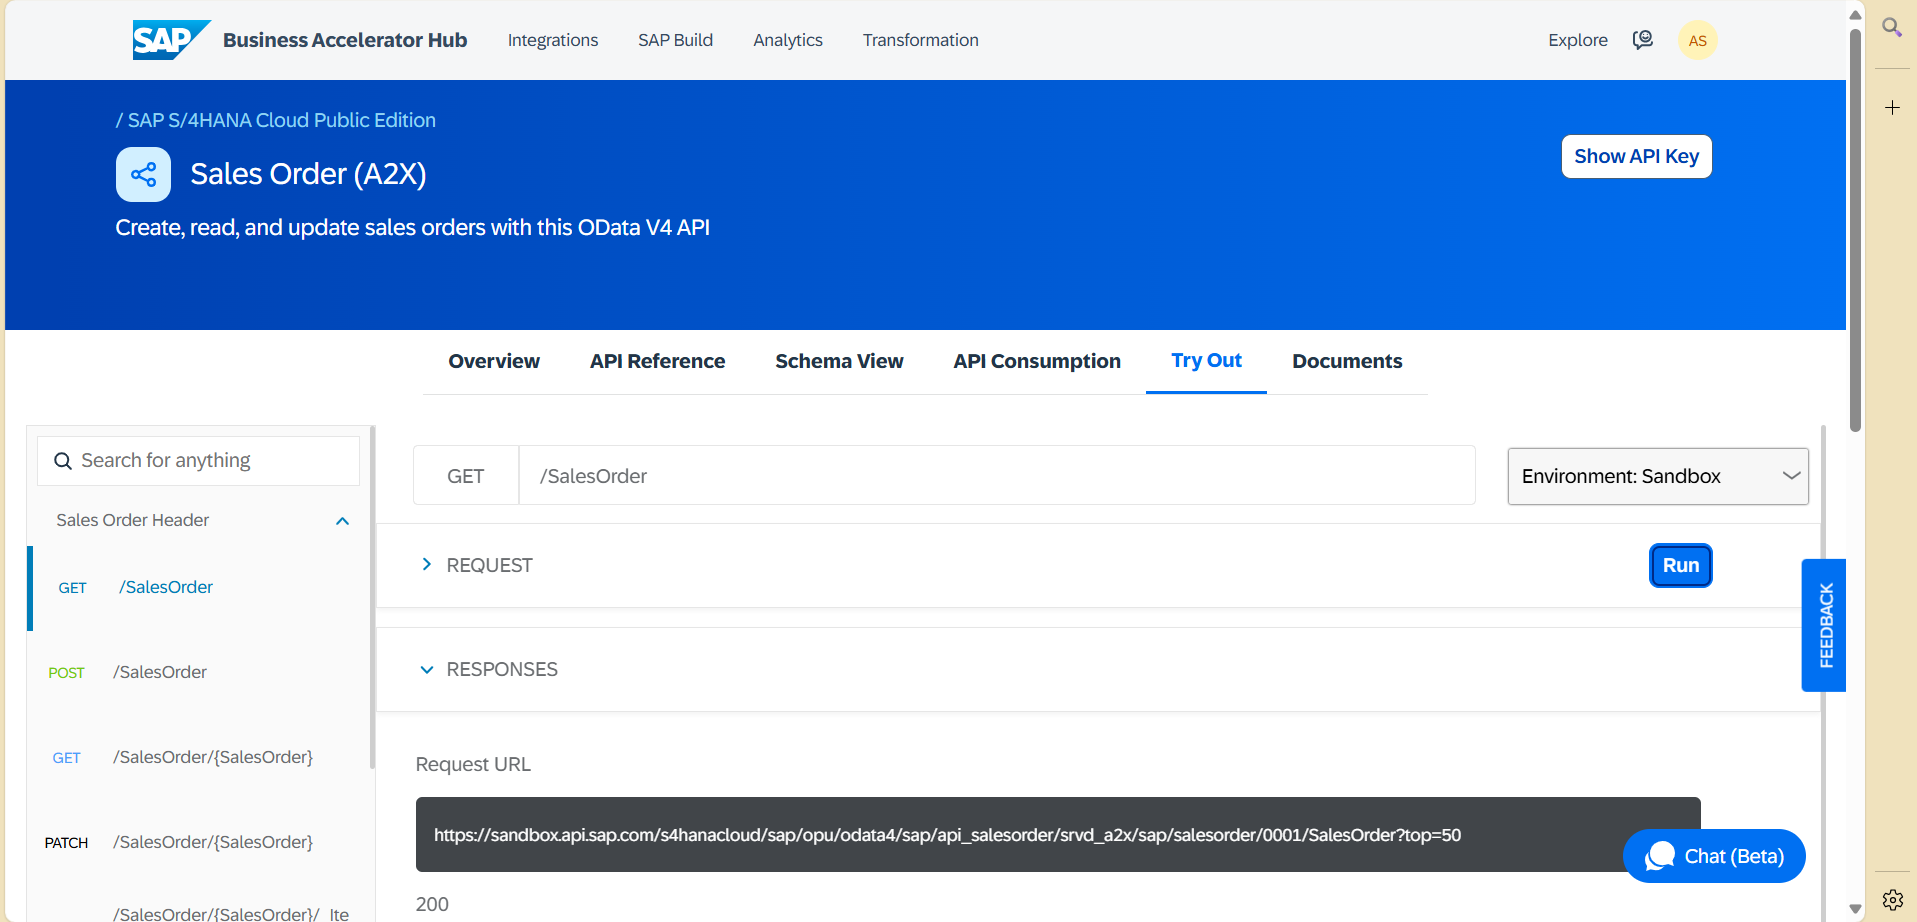 SAP Business Accelerator Hub Integrations SAP Build Analytics Transformation Explore AS
/ SAP S/4HANA Cloud Public Edition
Sales Order (A2X)
Show API Key
Create, read, and update sales orders with this OData V4 API
Overview API Reference Schema View API Consumption Try Out Documents
Search for anything
Sales Order Header
GET /SalesOrder
POST /SalesOrder
GET /SalesOrder/{SalesOrder}
PATCH /SalesOrder/{SalesOrder}
/SalesOrder/{SalesOrder}/_Ite
GET /SalesOrder
Environment: Sandbox
REQUEST
Run
RESPONSES
FEEDBACK
Request URL
https://sandbox.api.sap.com/s4hanacloud/sap/opu/odata4/sap/api_salesorder/srvd_a2x/sap/salesorder/0001/SalesOrder?top=50
Chat (Beta)
200